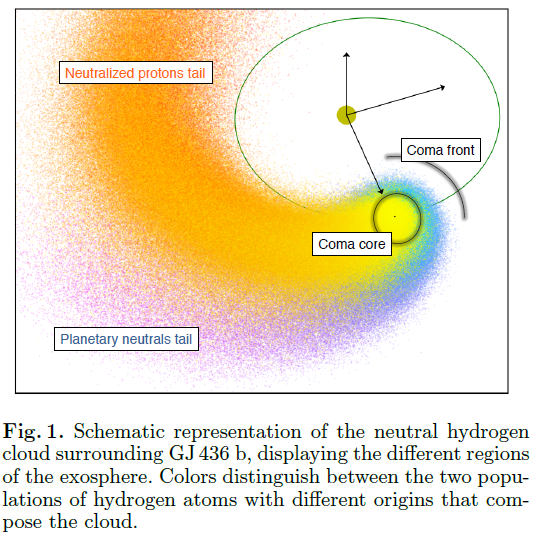 Neutralized protons tail
Coma front
Coma core
Planetary neutrals tail
Fig. 1. Schematic representation of the neutral hydrogen
cloud surrounding GJ 436 b, displaying the different regions
of the exosphere. Colors distinguish between the two popu-
lations of hydrogen atoms with different origins that com-
pose the cloud.